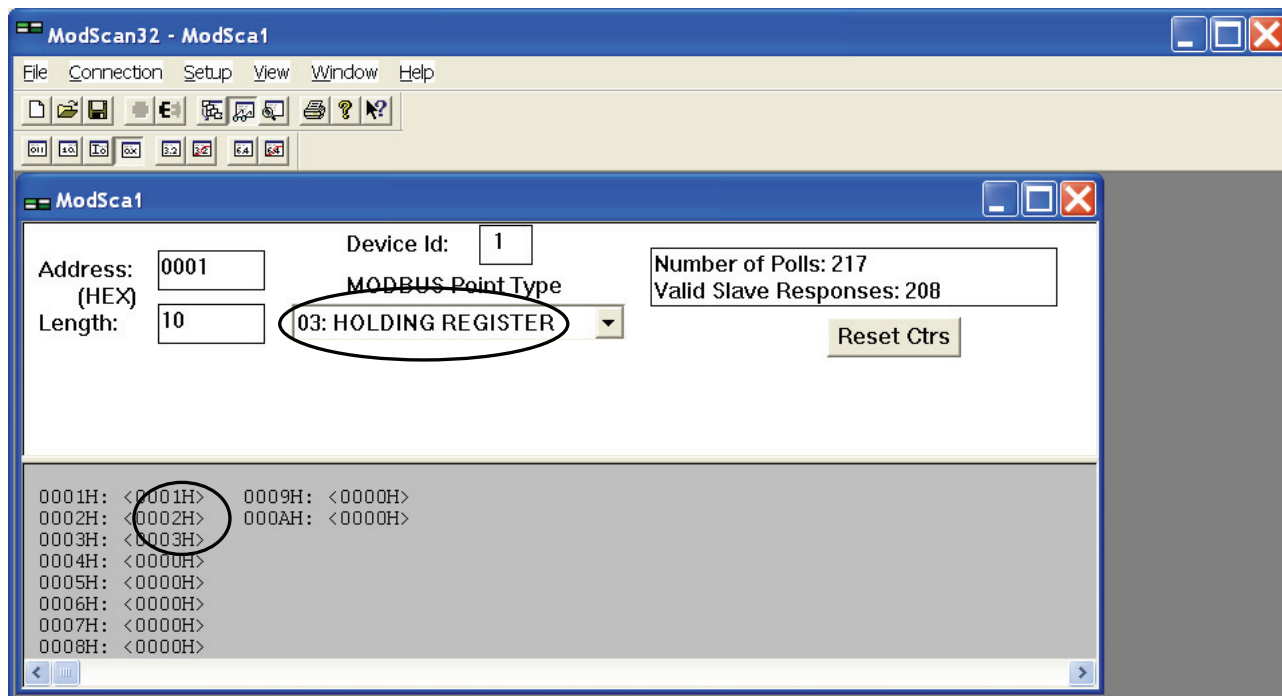 ModScan32 - ModSca1
File Connection Setup View Window Help
ModSca1
Device Id: 1
Address: 0001
(HEX)
MODBUS Point Type
Length: 10
03: HOLDING REGISTER
Number of Polls: 217
Valid Slave Responses: 208
Reset Ctrs
0001H: <0001H> 0009H: <0000H>
0002H: <0002H> 000AH: <0000H>
0003H: <0003H>
0004H: <0000H>
0005H: <0000H>
0006H: <0000H>
0007H: <0000H>
0008H: <0000H>